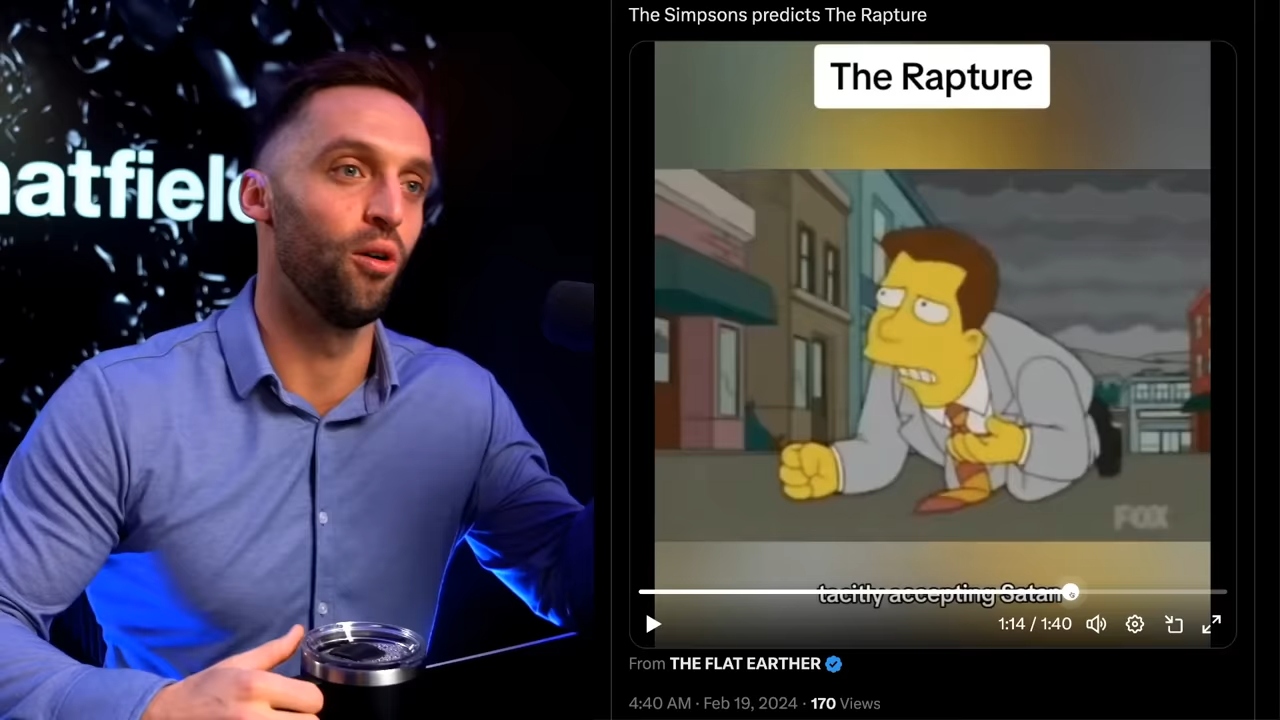 The Simpsons predicts The Rapture
The Rapture
hatfield
FOX
tacitly accepting Satan
1:14 / 1:40
From THE FLAT EARTHER
4:40 AM · Feb 19, 2024 · 170 Views